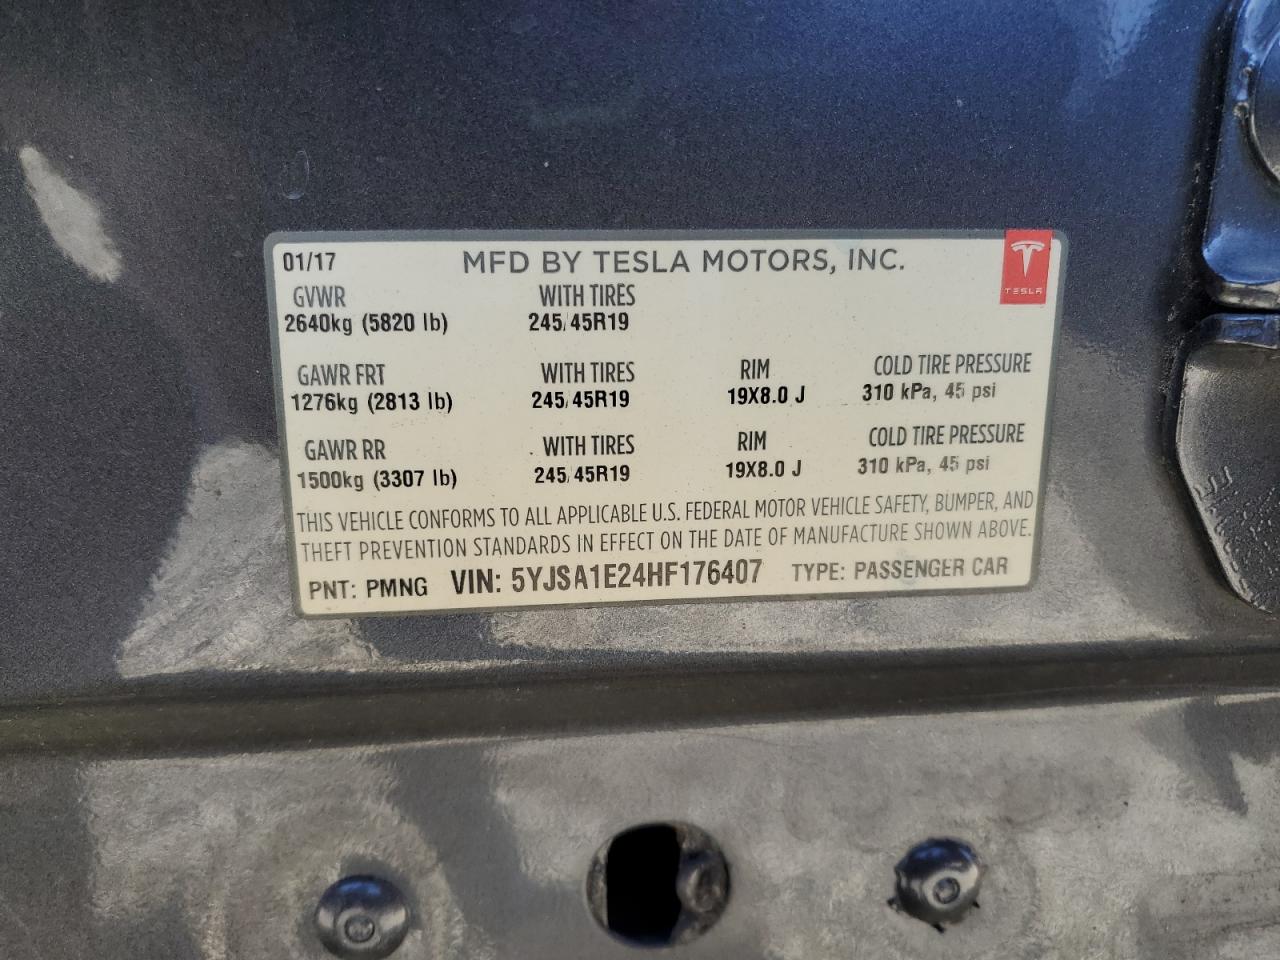 01/17 MFD BY TESLA MOTORS, INC.
TESLA
GVWR WITH TIRES
2640kg (5820 lb) 245/45R19
GAWR FRT WITH TIRES RIM COLD TIRE PRESSURE
1276kg (2813 lb) 245/45R19 19X8.0 J 310 kPa, 45 psi
GAWR RR WITH TIRES RIM COLD TIRE PRESSURE
1500kg (3307 lb) 245/45R19 19X8.0 J 310 kPa, 45 psi
THIS VEHICLE CONFORMS TO ALL APPLICABLE U.S. FEDERAL MOTOR VEHICLE SAFETY, BUMPER, AND
THEFT PREVENTION STANDARDS IN EFFECT ON THE DATE OF MANUFACTURE SHOWN ABOVE.
PNT: PMNG VIN: 5YJSA1E24HF176407 TYPE: PASSENGER CAR